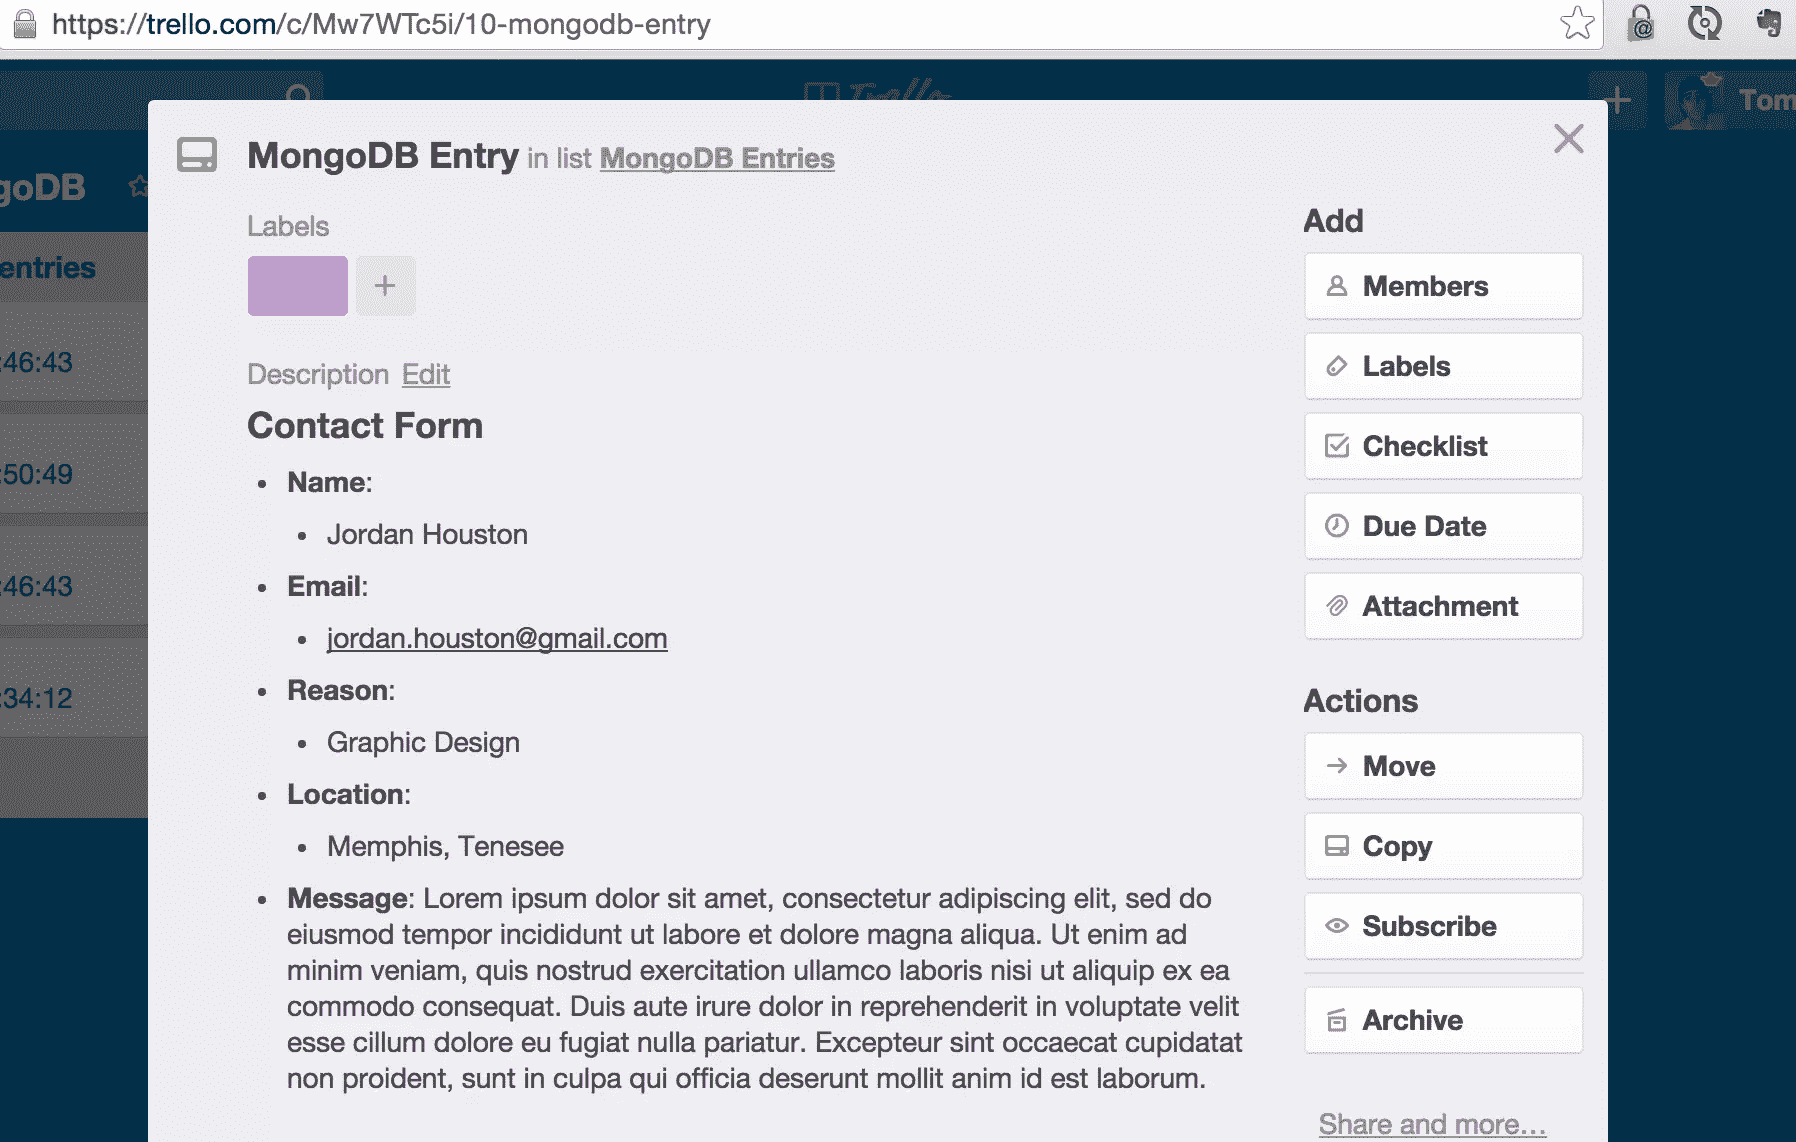 https://trello.com/c/Mw7WTc5i/10-mongodb-entry
Trello
Tom
goDB
entries
:46:43
:50:49
:46:43
:34:12
MongoDB Entry in list MongoDB Entries
Labels
+
Description Edit
Contact Form
• Name:
• Jordan Houston
• Email:
• jordan.houston@gmail.com
• Reason:
• Graphic Design
• Location:
• Memphis, Tenesee
• Message: Lorem ipsum dolor sit amet, consectetur adipiscing elit, sed do
eiusmod tempor incididunt ut labore et dolore magna aliqua. Ut enim ad
minim veniam, quis nostrud exercitation ullamco laboris nisi ut aliquip ex ea
commodo consequat. Duis aute irure dolor in reprehenderit in voluptate velit
esse cillum dolore eu fugiat nulla pariatur. Excepteur sint occaecat cupidatat
non proident, sunt in culpa qui officia deserunt mollit anim id est laborum.
Add
Members
Labels
Checklist
Due Date
Attachment
Actions
Move
Copy
Subscribe
Archive
Share and more...